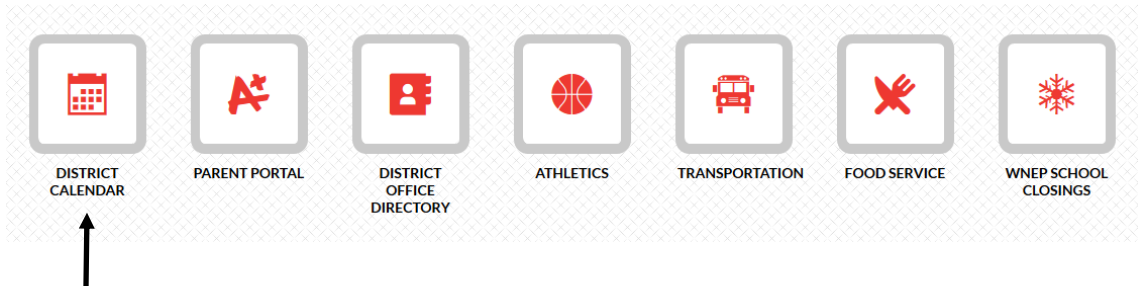 DISTRICT
CALENDAR
PARENT PORTAL
DISTRICT
OFFICE
DIRECTORY
ATHLETICS
TRANSPORTATION
FOOD SERVICE
WNEP SCHOOL
CLOSINGS